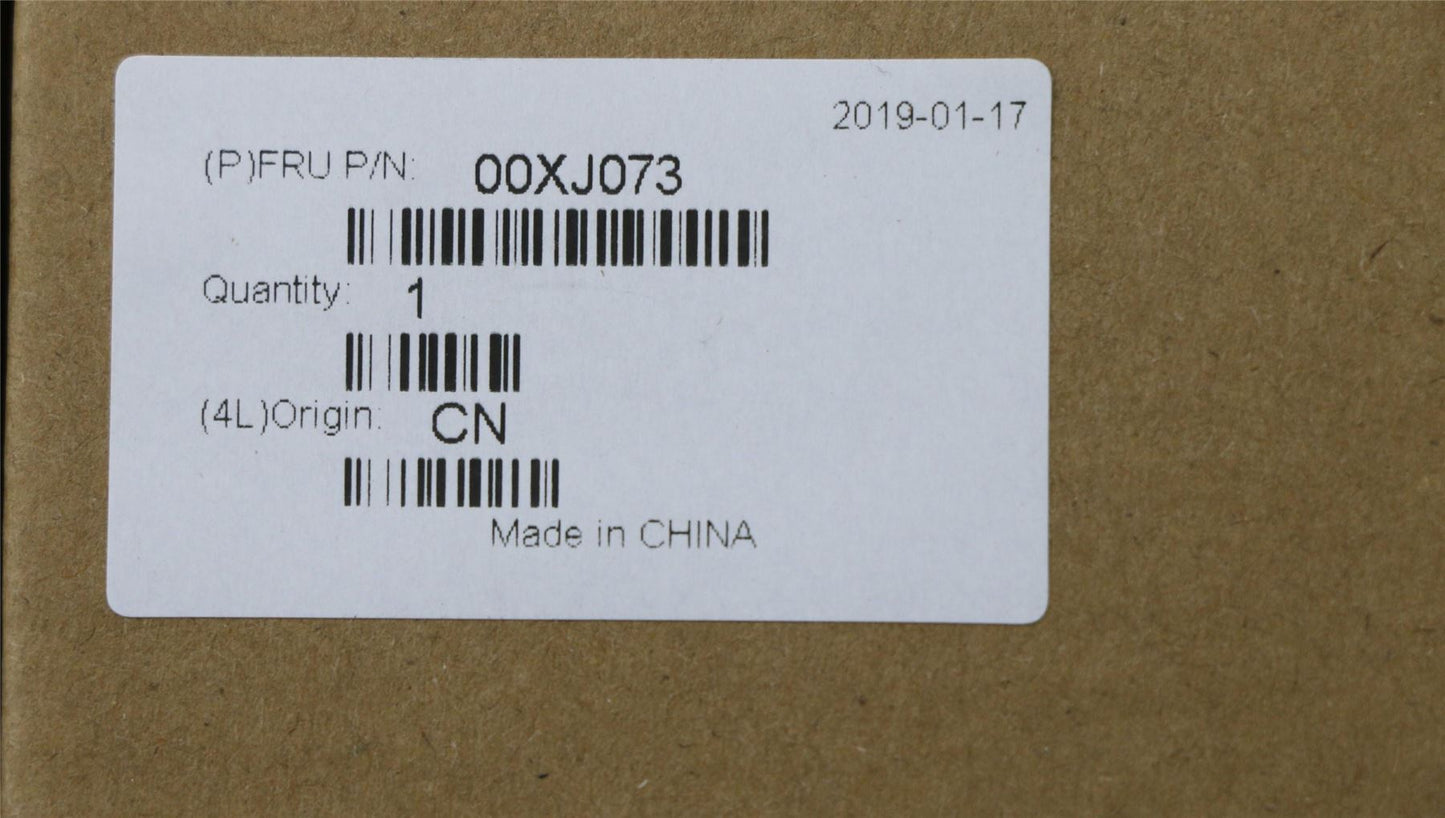 2019-01-17
(P)FRU P/N: 00XJ073
Quantity: 1
(4L)Origin: CN
Made in CHINA